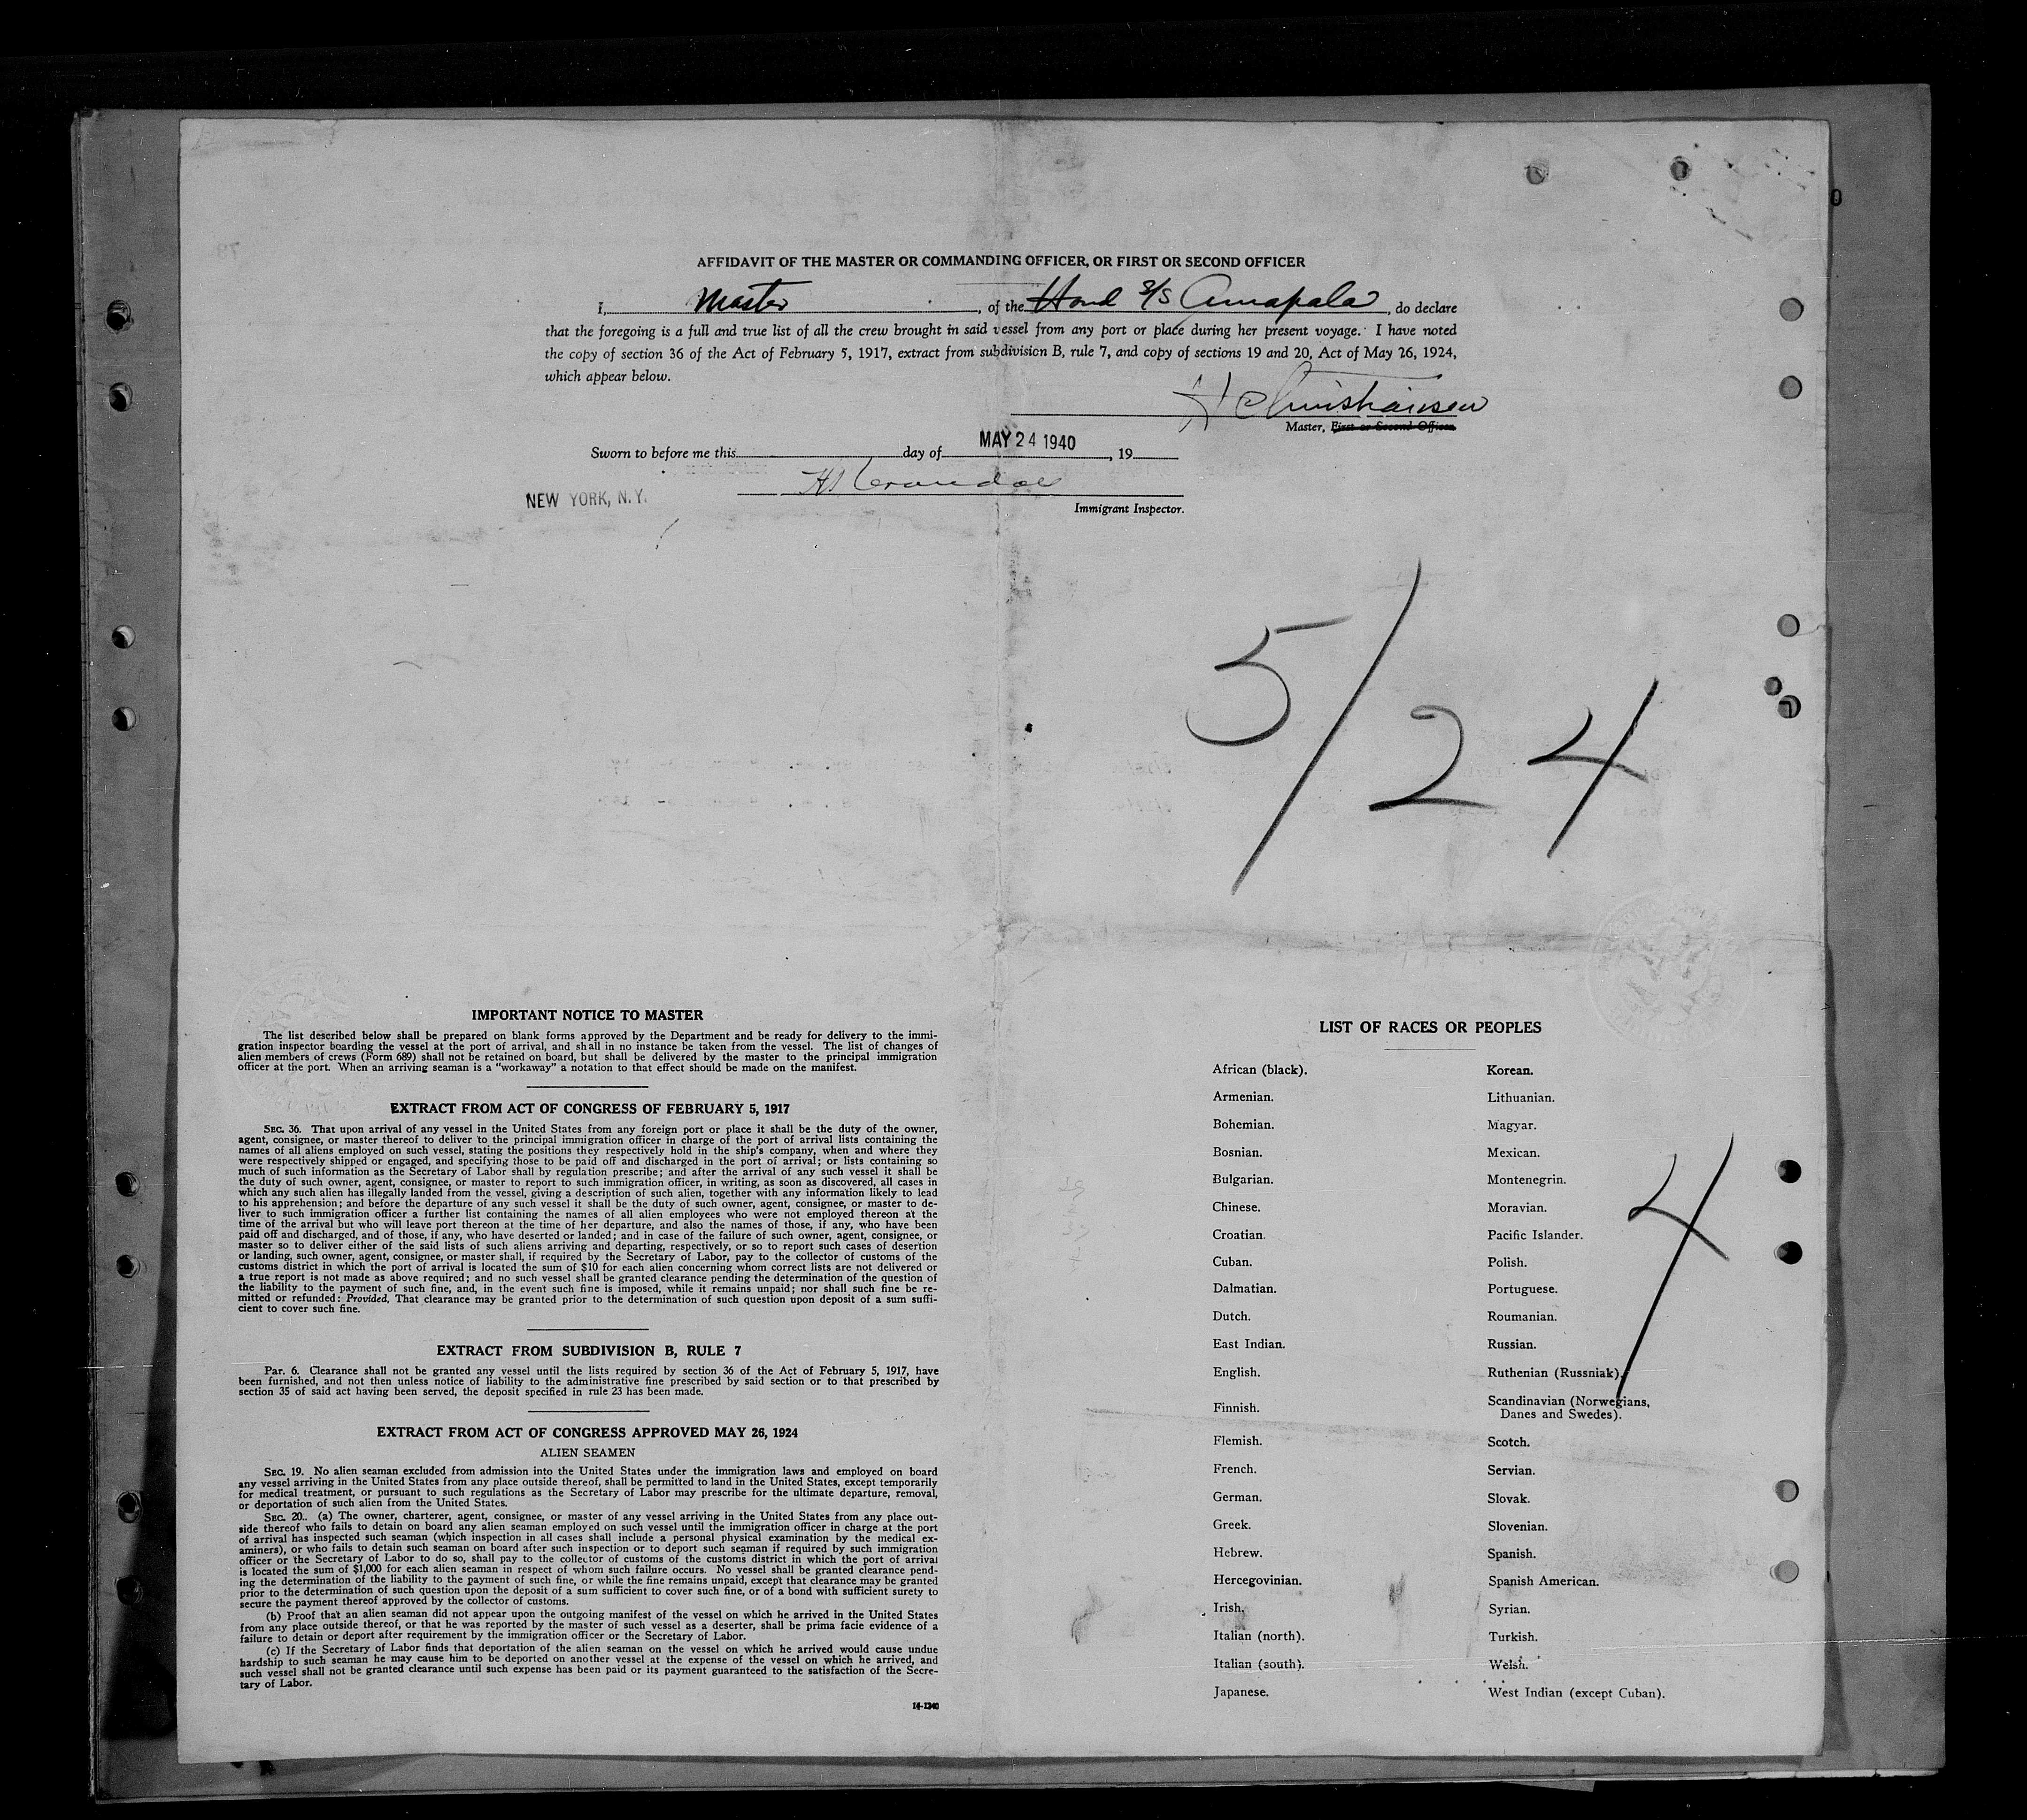 AFFIDAVIT OF THE MASTER OR COMMANDING OFFICER, OR FIRST OR SECOND OFFICER
I, Master, of the Hond S/S Amapala, do declare
that the foregoing is a full and true list of all the crew brought in said vessel from any port or place during her present voyage. I have noted
the copy of section 36 of the Act of February 5, 1917, extract from subdivision B, rule 7, and copy of sections 19 and 20, Act of May 26, 1924,
which appear below.
H Christiansen
Master, First or Second Officer.
MAY 24 1940
Sworn to before me this day of , 19
NEW YORK, N.Y.
Immigrant Inspector.
5/24
IMPORTANT NOTICE TO MASTER
The list described below shall be prepared on blank forms approved by the Department and be ready for delivery to the immi-
gration inspector boarding the vessel at the port of arrival, and shall in no instance be taken from the vessel. The list of changes of
alien members of crews (Form 689) shall not be retained on board, but shall be delivered by the master to the principal immigration
officer at the port. When an arriving seaman is a "workaway" a notation to that effect should be made on the manifest.
EXTRACT FROM ACT OF CONGRESS OF FEBRUARY 5, 1917
SEC. 36. That upon arrival of any vessel in the United States from any foreign port or place it shall be the duty of the owner,
agent, consignee, or master thereof to deliver to the principal immigration officer in charge of the port of arrival lists containing the
names of all aliens employed on such vessel, stating the positions they respectively hold in the ship's company, when and where they
were respectively shipped or engaged, and specifying those to be paid off and discharged in the port of arrival; or lists containing so
much of such information as the Secretary of Labor shall by regulation prescribe; and after the arrival of any such vessel it shall be
the duty of such owner, agent, consignee, or master to report to such immigration officer, in writing, as soon as discovered, all cases in
which any such alien has illegally landed from the vessel, giving a description of such alien, together with any information likely to lead
to his apprehension; and before the departure of any such vessel it shall be the duty of such owner, agent, consignee, or master to de-
liver to such immigration officer a further list containing the names of all alien employees who were not employed thereon at the
time of the arrival but who will leave port thereon at the time of her departure, and also the names of those, if any, who have been
paid off and discharged, and of those, if any, who have deserted or landed; and in case of the failure of such owner, agent, consignee, or
master so to deliver either of the said lists of such aliens arriving and departing, respectively, or so to report such cases of desertion
or landing, such owner, agent, consignee, or master shall, if required by the Secretary of Labor, pay to the collector of customs of the
customs district in which the port of arrival is located the sum of $10 for each alien concerning whom correct lists are not delivered or
a true report is not made as above required; and no such vessel shall be granted clearance pending the determination of the question of
the liability to the payment of such fine, and, in the event such fine is imposed, while it remains unpaid; nor shall such fine be re-
mitted or refunded: Provided, That clearance may be granted prior to the determination of such question upon deposit of a sum suffi-
cient to cover such fine.
EXTRACT FROM SUBDIVISION B, RULE 7
Par. 6. Clearance shall not be granted any vessel until the lists required by section 36 of the Act of February 5, 1917, have
been furnished, and not then unless notice of liability to the administrative fine prescribed by said section or to that prescribed by
section 35 of said act having been served, the deposit specified in rule 23 has been made.
EXTRACT FROM ACT OF CONGRESS APPROVED MAY 26, 1924
ALIEN SEAMEN
SEC. 19. No alien seaman excluded from admission into the United States under the immigration laws and employed on board
any vessel arriving in the United States from any place outside thereof, shall be permitted to land in the United States, except temporarily
for medical treatment, or pursuant to such regulations as the Secretary of Labor may prescribe for the ultimate departure, removal,
or deportation of such alien from the United States.
SEC. 20.. (a) The owner, charterer, agent, consignee, or master of any vessel arriving in the United States from any place out-
side thereof who fails to detain on board any alien seaman employed on such vessel until the immigration officer in charge at the port
of arrival has inspected such seaman (which inspection in all cases shall include a personal physical examination by the medical ex-
aminers), or who fails to detain such seaman on board after such inspection or to deport such seaman if required by such immigration
officer or the Secretary of Labor to do so, shall pay to the collector of customs of the customs district in which the port of arrival
is located the sum of $1,000 for each alien seaman in respect of whom such failure occurs. No vessel shall be granted clearance pend-
ing the determination of the liability to the payment of such fine, or while the fine remains unpaid, except that clearance may be granted
prior to the determination of such question upon the deposit of a sum sufficient to cover such fine, or of a bond with sufficient surety to
secure the payment thereof approved by the collector of customs.
(b) Proof that an alien seaman did not appear upon the outgoing manifest of the vessel on which he arrived in the United States
from any place outside thereof, or that he was reported by the master of such vessel as a deserter, shall be prima facie evidence of a
failure to detain or deport after requirement by the immigration officer or the Secretary of Labor.
(c) If the Secretary of Labor finds that deportation of the alien seaman on the vessel on which he arrived would cause undue
hardship to such seaman he may cause him to be deported on another vessel at the expense of the vessel on which he arrived, and
such vessel shall not be granted clearance until such expense has been paid or its payment guaranteed to the satisfaction of the Secre-
tary of Labor.
14-1240
LIST OF RACES OR PEOPLES
African (black).
Armenian.
Bohemian.
Bosnian.
Bulgarian.
Chinese.
Croatian.
Cuban.
Dalmatian.
Dutch.
East Indian.
English.
Finnish.
Flemish.
French.
German.
Greek.
Hebrew.
Hercegovinian.
Irish.
Italian (north).
Italian (south).
Japanese.
Korean.
Lithuanian.
Magyar.
Mexican.
Montenegrin.
Moravian.
Pacific Islander.
Polish.
Portuguese.
Roumanian.
Russian.
Ruthenian (Russniak).
Scandinavian (Norwegians,
Danes and Swedes).
Scotch.
Servian.
Slovak.
Slovenian.
Spanish.
Spanish American.
Syrian.
Turkish.
Welsh.
West Indian (except Cuban).
4